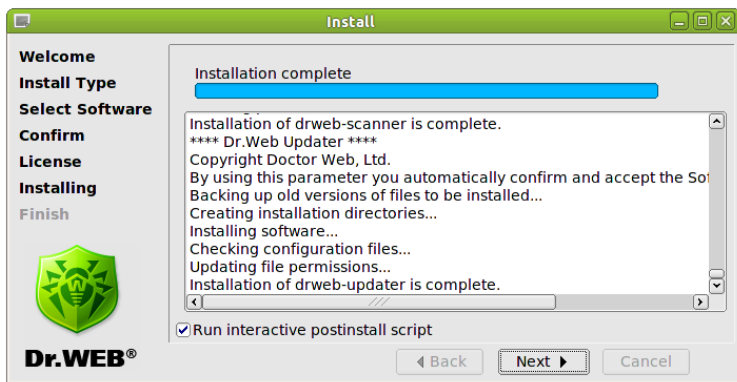 Install
Welcome
Install Type
Select Software
Confirm
License
Installing
Finish
Dr.WEB®
Installation complete
Installation of drweb-scanner is complete.
**** Dr.Web Updater ****
Copyright Doctor Web, Ltd.
By using this parameter you automatically confirm and accept the
Backing up old versions of files to be installed...
Creating installation directories...
Installing software...
Checking configuration files...
Updating file permissions...
Installation of drweb-updater is complete.
Run interactive postinstall script
Back
Next
Cancel